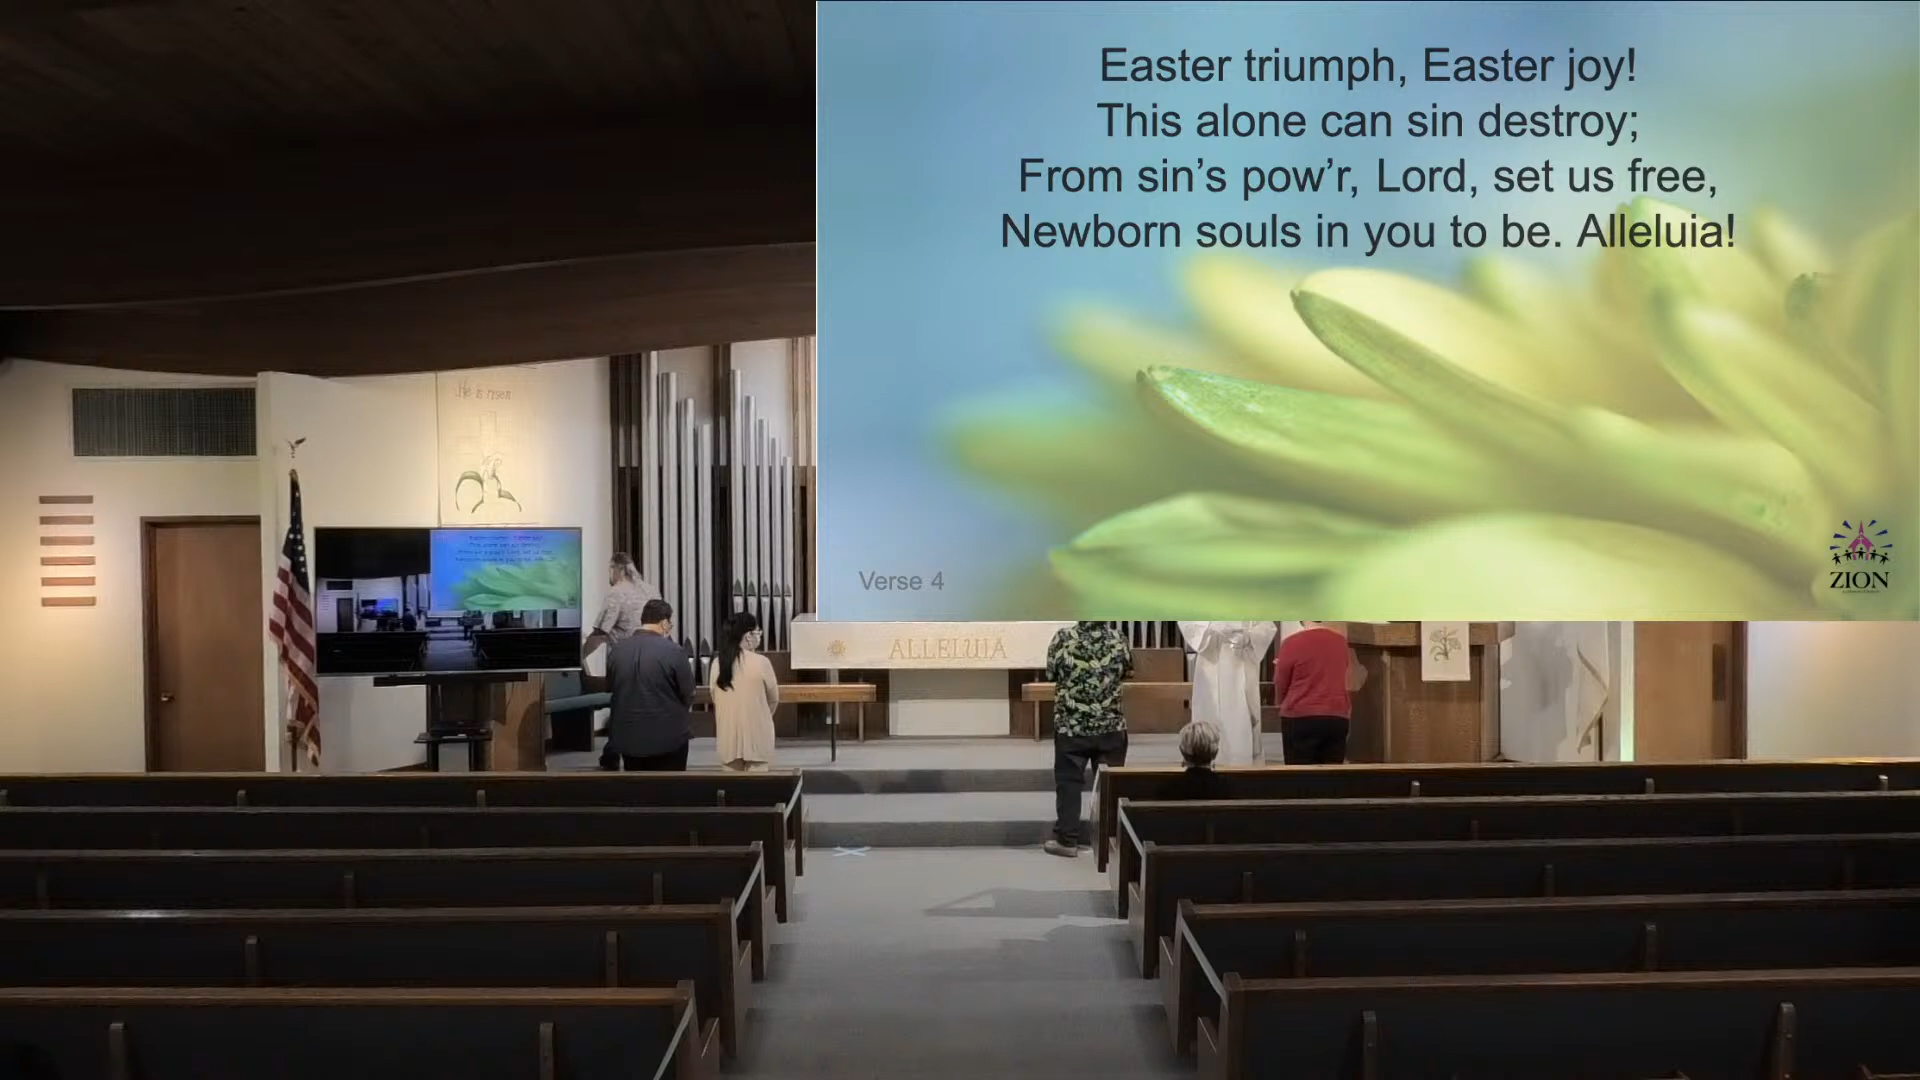 Easter triumph, Easter joy!
This alone can sin destroy;
From sin’s pow’r, Lord, set us free,
Newborn souls in you to be. Alleluia!
Verse 4
ZION
He is risen
ALLELUIA